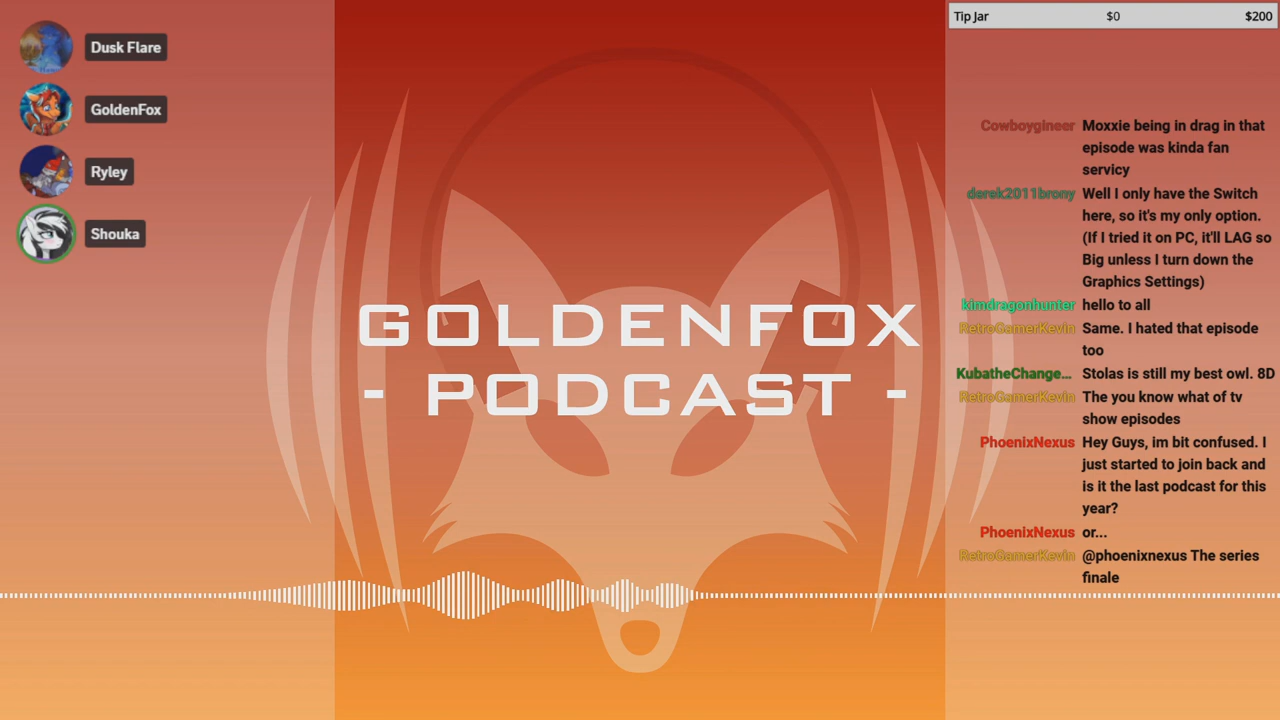 Dusk Flare
GoldenFox
Ryley
Shouka
GOLDENFOX
- PODCAST -
Tip Jar $0 $200
Cowboygineer Moxxie being in drag in that
episode was kinda fan
servicy
derek2011brony Well I only have the Switch
here, so it's my only option.
(If I tried it on PC, it'll LAG so
Big unless I turn down the
Graphics Settings)
kimdragonhunter hello to all
RetroGamerKevin Same. I hated that episode
too
KubatheChange... Stolas is still my best owl. 8D
RetroGamerKevin The you know what of tv
show episodes
PhoenixNexus Hey Guys, im bit confused. I
just started to join back and
is it the last podcast for this
year?
PhoenixNexus or...
RetroGamerKevin @phoenixnexus The series
finale